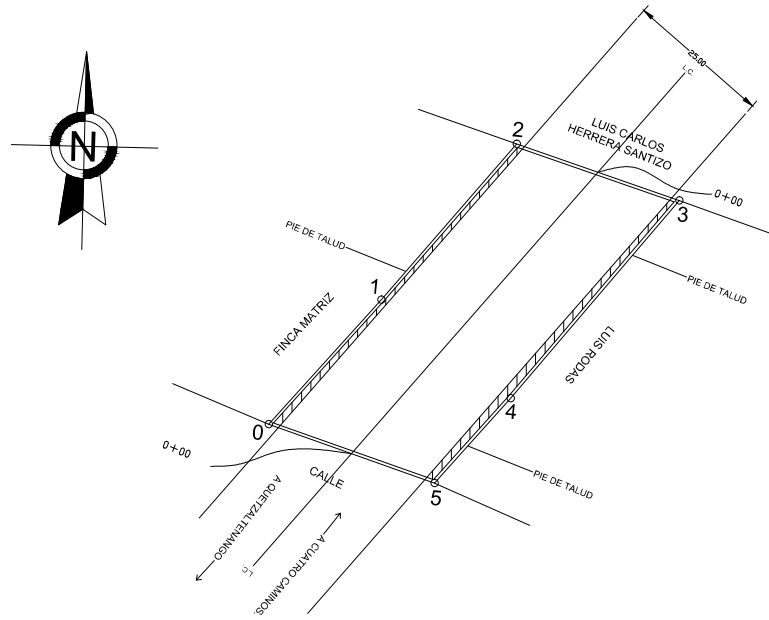 25.00
L.C.
LUIS CARLOS
HERRERA SANTIZO
2
N
0+00
3
PIE DE TALUD
PIE DE TALUD
1
FINCA MATRIZ
LUIS RODAS
4
0
0+00
CALLE
5
PIE DE TALUD
A QUETZALTENANGO
L.C.
A CUATRO CAMINOS.